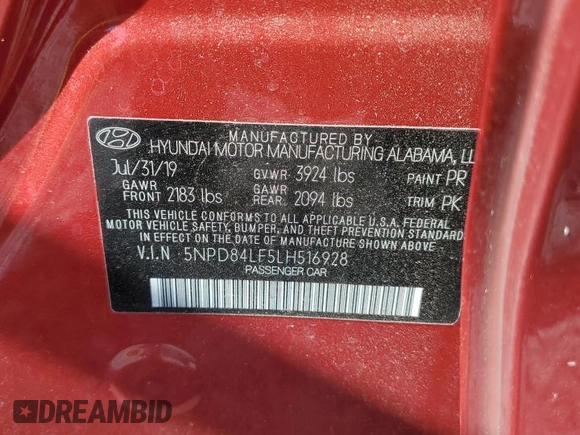 MANUFACTURED BY
HYUNDAI MOTOR MANUFACTURING ALABAMA, LL
Jul/31/19 GVWR 3924 lbs PAINT PR
GAWR FRONT 2183 lbs GAWR REAR 2094 lbs TRIM PK
THIS VEHICLE CONFORMS TO ALL APPLICABLE U.S.A. FEDERAL
MOTOR VEHICLE SAFETY, BUMPER, AND THEFT PREVENTION
STANDARDS IN EFFECT ON THE DATE OF MANUFACTURE SHOWN ABOVE
V.I.N 5NPD84LF5LH516928
PASSENGER CAR
DREAMBID